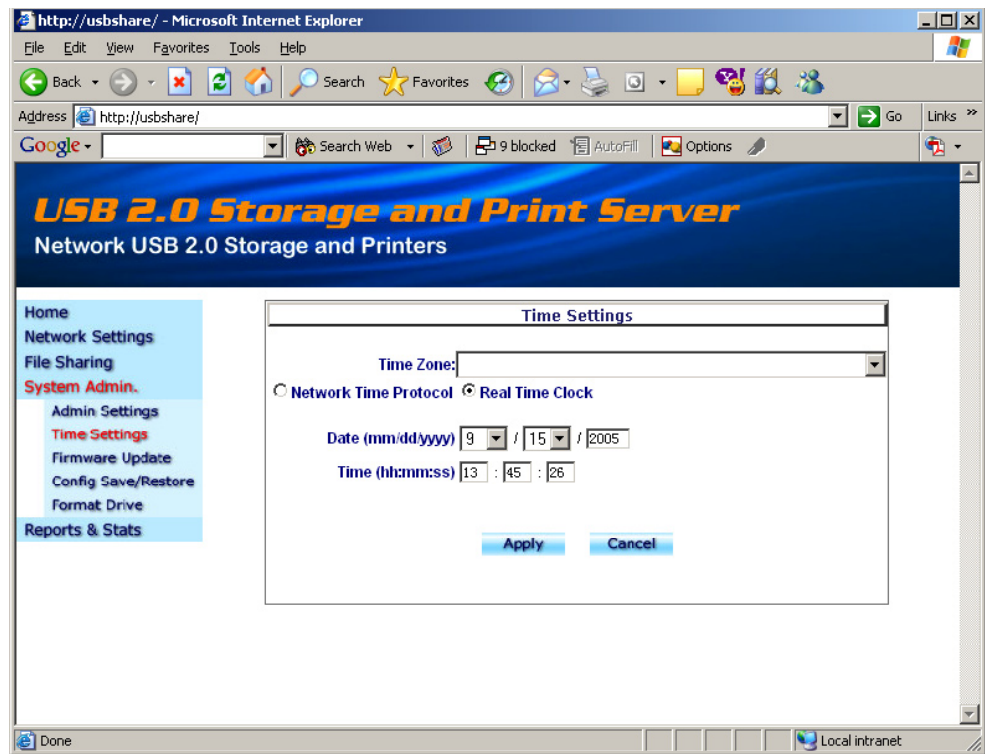 http://usbshare/ - Microsoft Internet Explorer
File Edit View Favorites Tools Help
Back Search Favorites
Address http://usbshare/ Go Links »
Google Search Web 9 blocked AutoFill Options
USB 2.0 Storage and Print Server
Network USB 2.0 Storage and Printers
Home
Network Settings
File Sharing
System Admin.
Admin Settings
Time Settings
Firmware Update
Config Save/Restore
Format Drive
Reports & Stats
Time Settings
Time Zone:
Network Time Protocol Real Time Clock
Date (mm/dd/yyyy) 9 / 15 / 2005
Time (hh:mm:ss) 13 : 45 : 26
Apply Cancel
Done Local intranet